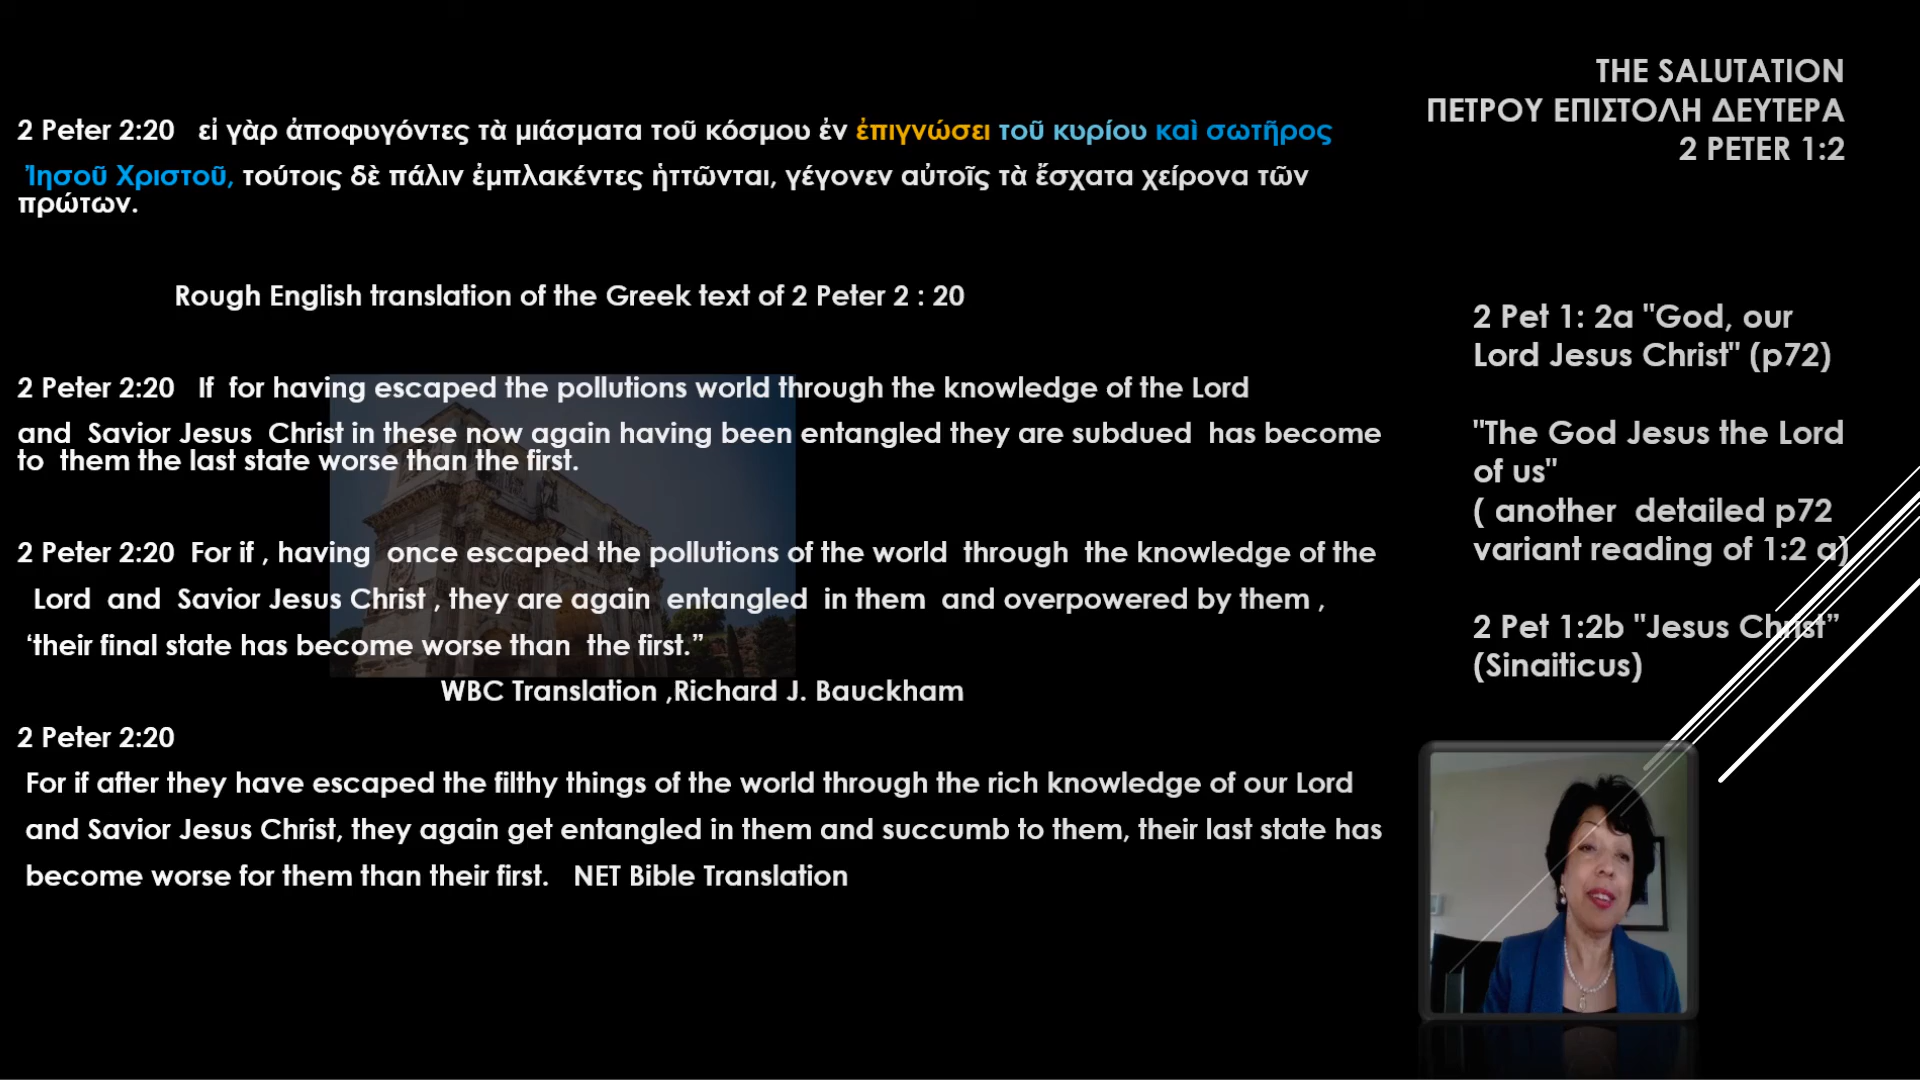 THE SALUTATION
ΠΕΤΡΟΥ ΕΠΙΣΤΟΛΗ ΔΕΥΤΕΡΑ
2 PETER 1:2
2 Peter 2:20 εἰ γὰρ ἀποφυγόντες τὰ μιάσματα τοῦ κόσμου ἐν ἐπιγνώσει τοῦ κυρίου καὶ σωτῆρος
Ἰησοῦ Χριστοῦ, τούτοις δὲ πάλιν ἐμπλακέντες ἡττῶνται, γέγονεν αὐτοῖς τὰ ἔσχατα χείρονα τῶν
πρώτων.
Rough English translation of the Greek text of 2 Peter 2 : 20
2 Peter 2:20 If for having escaped the pollutions world through the knowledge of the Lord
and Savior Jesus Christ in these now again having been entangled they are subdued has become
to them the last state worse than the first.
2 Peter 2:20 For if , having once escaped the pollutions of the world through the knowledge of the
Lord and Savior Jesus Christ , they are again entangled in them and overpowered by them ,
‘their final state has become worse than the first.”
WBC Translation ,Richard J. Bauckham
2 Peter 2:20
For if after they have escaped the filthy things of the world through the rich knowledge of our Lord
and Savior Jesus Christ, they again get entangled in them and succumb to them, their last state has
become worse for them than their first. NET Bible Translation
2 Pet 1: 2a "God, our
Lord Jesus Christ" (p72)
"The God Jesus the Lord
of us"
( another detailed p72
variant reading of 1:2 a)
2 Pet 1:2b "Jesus Christ”
(Sinaiticus)